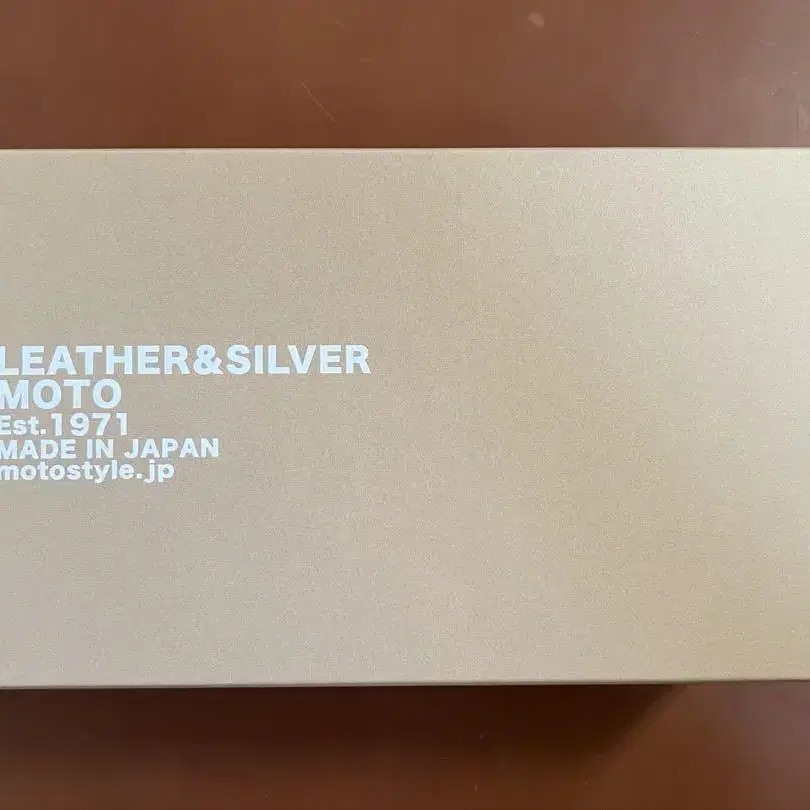 LEATHER&SILVER
MOTO
Est.1971
MADE IN JAPAN
motostyle.jp